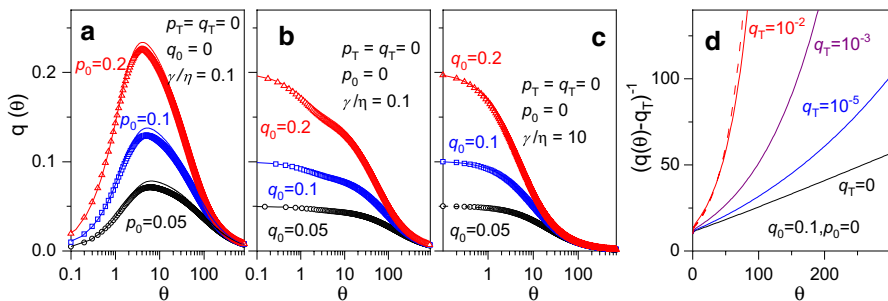 a
p_T = q_T = 0
q_0 = 0
γ/η = 0.1
p_0=0.2
p_0=0.1
p_0=0.05
q (θ)
0.2
0.1
0.0
0.1 1 10 100
θ
b
p_T = q_T = 0
p_0 = 0
γ/η = 0.1
q_0=0.2
q_0=0.1
q_0=0.05
0.1 1 10 100
θ
c
p_T = q_T = 0
p_0 = 0
γ/η = 10
q_0=0.2
q_0=0.1
q_0=0.05
1 10 100
θ
d
q_T=10^-2
q_T=10^-3
q_T=10^-5
q_T=0
q_0=0.1,p_0=0
(q(θ)-q_T)^-1
100
50
0
0 100 200
θ